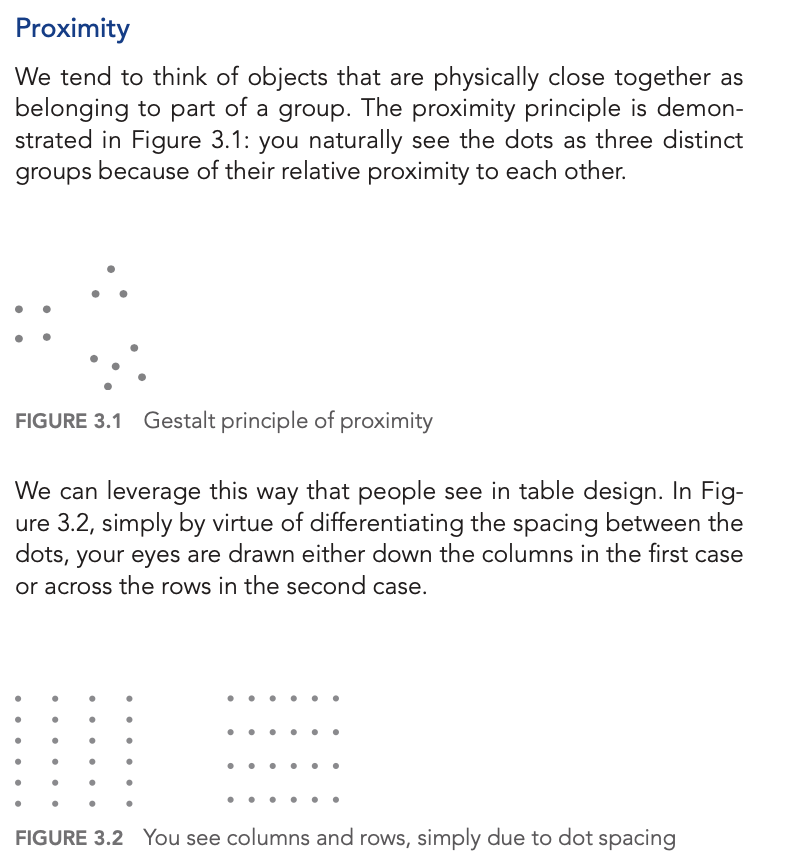 Proximity
We tend to think of objects that are physically close together as
belonging to part of a group. The proximity principle is demon-
strated in Figure 3.1: you naturally see the dots as three distinct
groups because of their relative proximity to each other.
FIGURE 3.1 Gestalt principle of proximity
We can leverage this way that people see in table design. In Fig-
ure 3.2, simply by virtue of differentiating the spacing between the
dots, your eyes are drawn either down the columns in the first case
or across the rows in the second case.
FIGURE 3.2 You see columns and rows, simply due to dot spacing